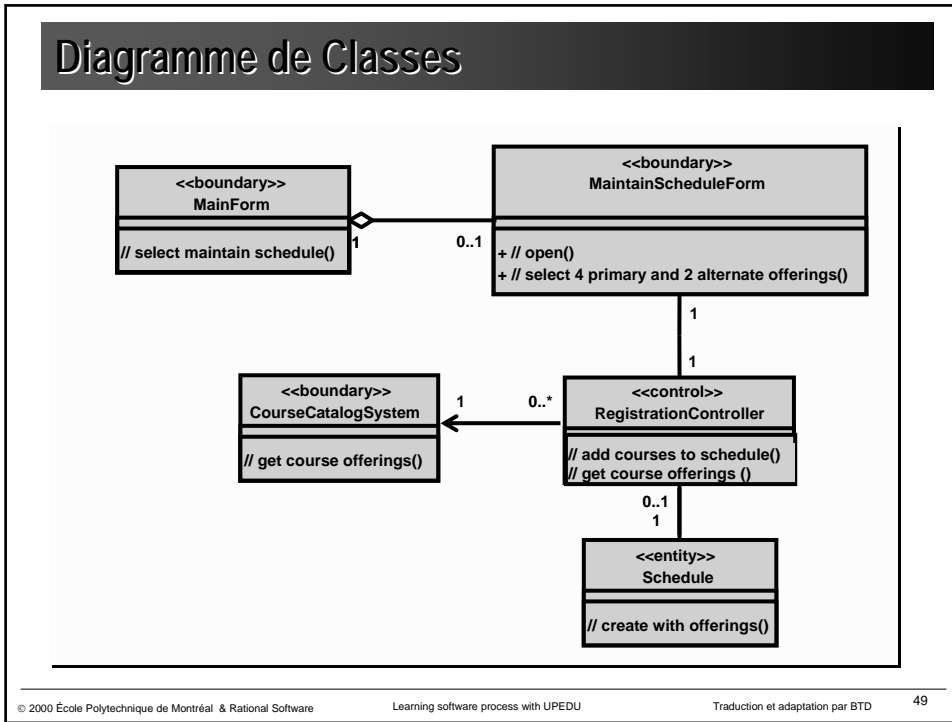 Diagramme de Classes
<<boundary>>
MainForm
// select maintain schedule()
1
0..1
<<boundary>>
MaintainScheduleForm
+ // open()
+ // select 4 primary and 2 alternate offerings()
1
1
<<boundary>>
CourseCatalogSystem
// get course offerings()
1
0..*
<<control>>
RegistrationController
// add courses to schedule()
// get course offerings ()
0..1
1
<<entity>>
Schedule
// create with offerings()
© 2000 École Polytechnique de Montréal & Rational Software
Learning software process with UPEDU
Traduction et adaptation par BTD
49